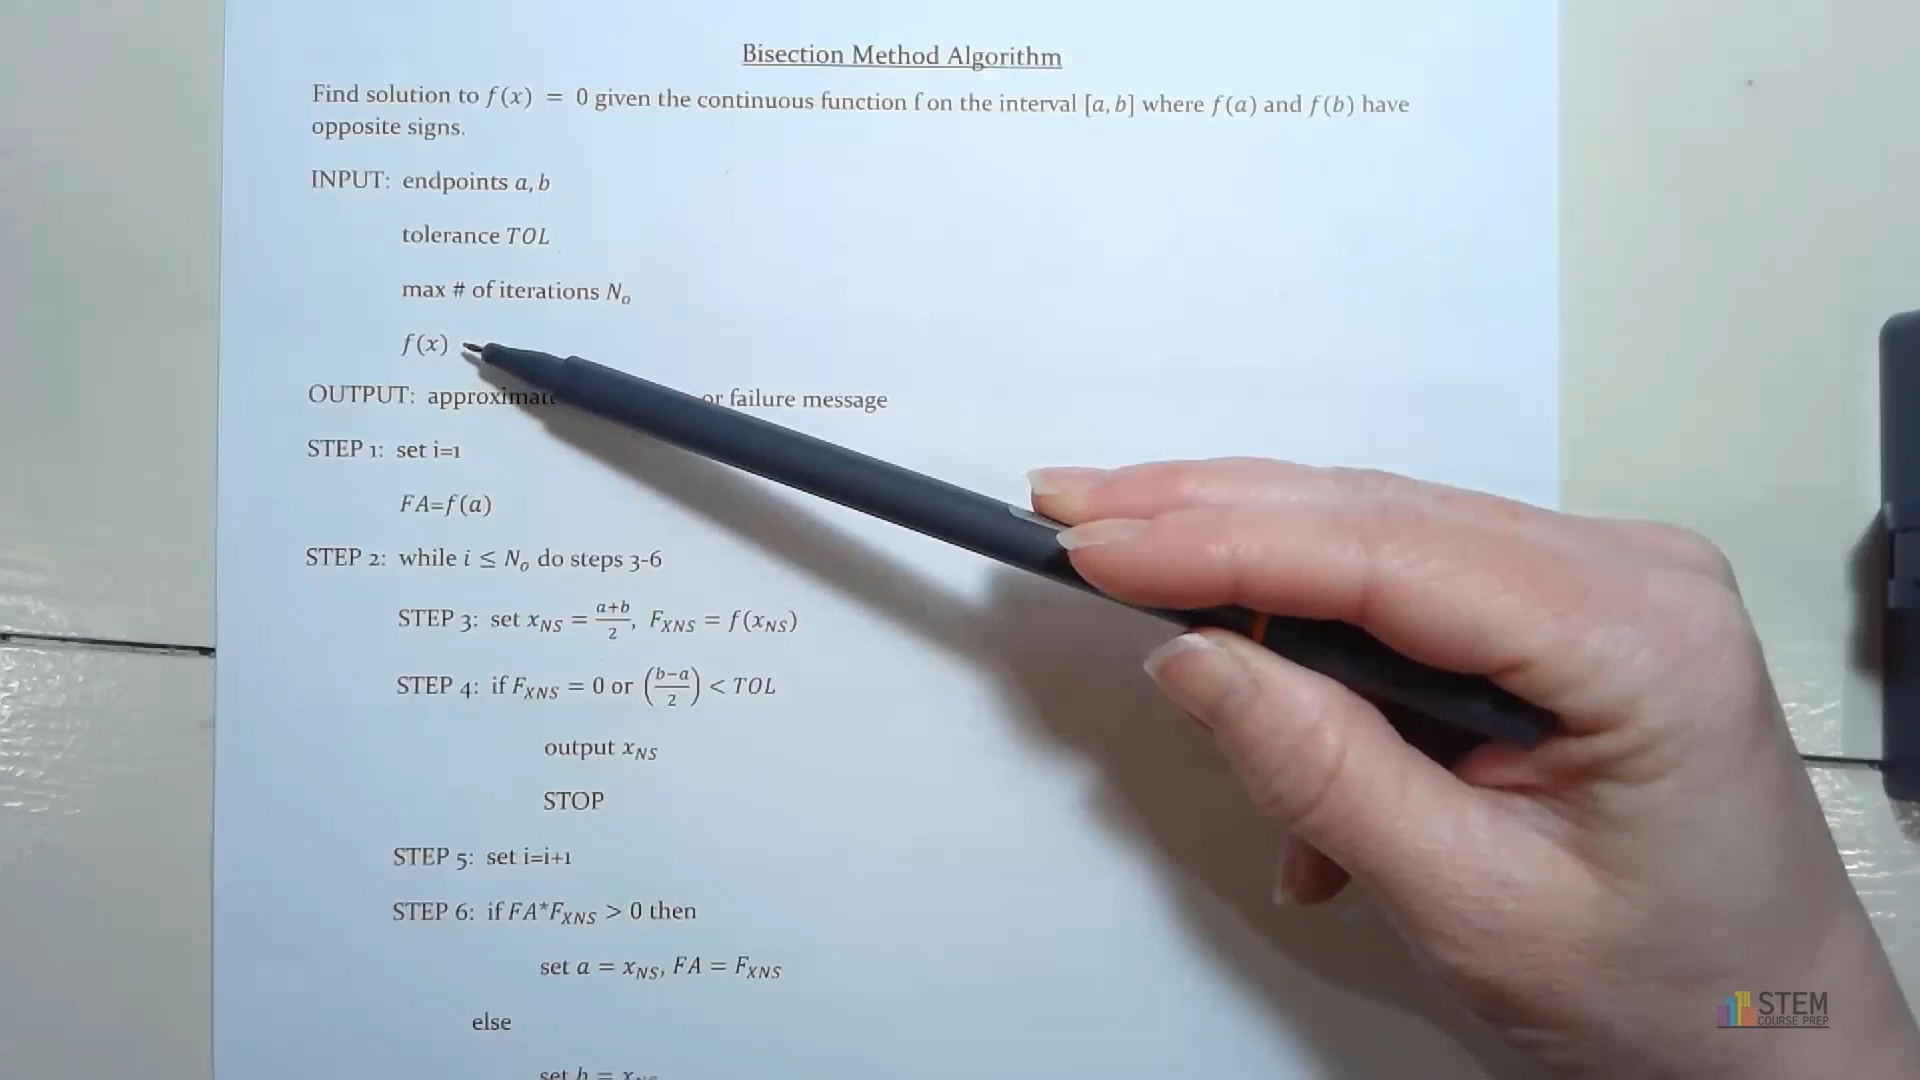 Bisection Method Algorithm
Find solution to f(x) = 0 given the continuous function f on the interval [a, b] where f(a) and f(b) have
opposite signs.
INPUT: endpoints a, b
tolerance TOL
max # of iterations Nₒ
f(x)
OUTPUT: or failure message
STEP 1: set i=1
FA=f(a)
STEP 2: while i ≤ Nₒ do steps 3-6
STEP 3: set x_NS = (a+b)/2, F_XNS = f(x_NS)
STEP 4: if F_XNS = 0 or ((b−a)/2) < TOL
output x_NS
STOP
STEP 5: set i=i+1
STEP 6: if FA*F_XNS > 0 then
set a = x_NS, FA = F_XNS
else
set b = x_NS
STEM
COURSE PREP